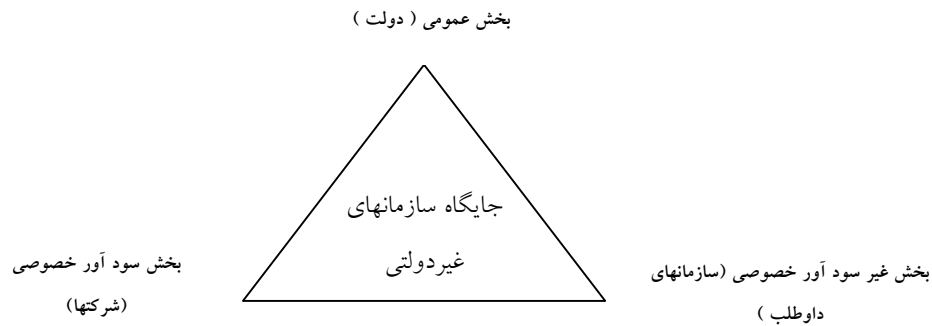 بخش عمومی ( دولت )
جایگاه سازمانهای
غیردولتی
بخش غیر سود آور خصوصی (سازمانهای
داوطلب )
بخش سود آور خصوصی
(شرکتها)